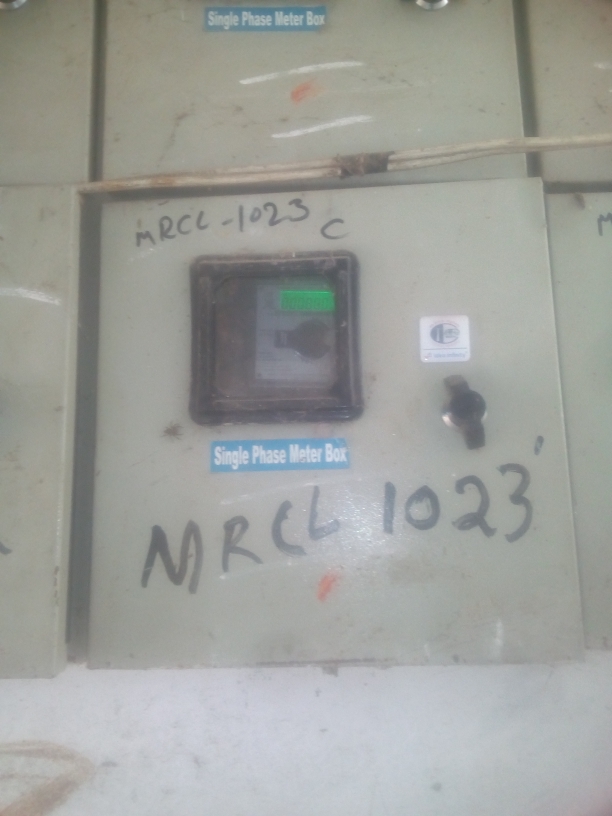 Single Phase Meter Box
MRCL-1023
C
Single Phase Meter Box
MRCL 1023